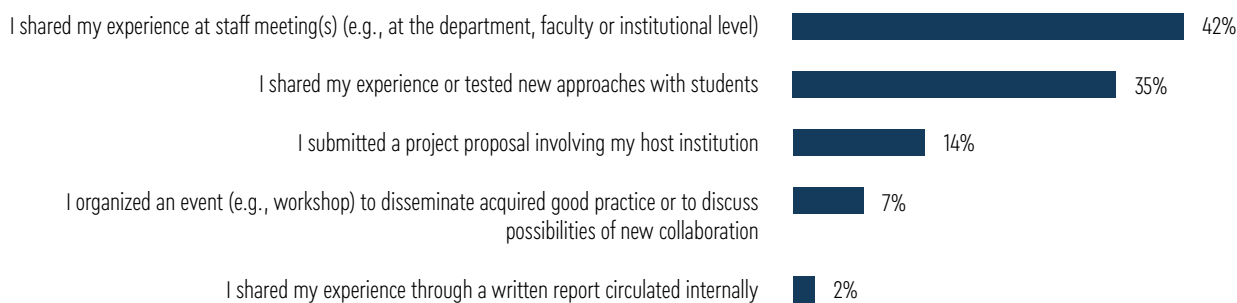 I shared my experience at staff meeting(s) (e.g., at the department, faculty or institutional level) 42%
I shared my experience or tested new approaches with students 35%
I submitted a project proposal involving my host institution 14%
I organized an event (e.g., workshop) to disseminate acquired good practice or to discuss
possibilities of new collaboration 7%
I shared my experience through a written report circulated internally 2%